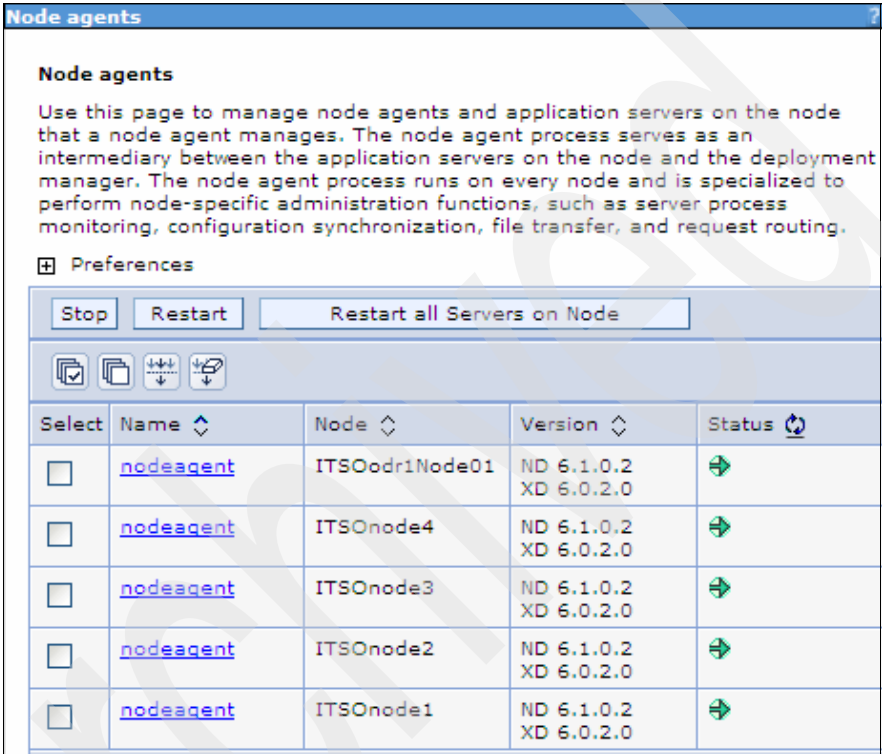 Node agents ?
Node agents
Use this page to manage node agents and application servers on the node
that a node agent manages. The node agent process serves as an
intermediary between the application servers on the node and the deployment
manager. The node agent process runs on every node and is specialized to
perform node-specific administration functions, such as server process
monitoring, configuration synchronization, file transfer, and request routing.
Preferences
Stop Restart Restart all Servers on Node
Select Name Node Version Status
nodeagent ITSOodr1Node01 ND 6.1.0.2
XD 6.0.2.0
nodeagent ITSOnode4 ND 6.1.0.2
XD 6.0.2.0
nodeagent ITSOnode3 ND 6.1.0.2
XD 6.0.2.0
nodeagent ITSOnode2 ND 6.1.0.2
XD 6.0.2.0
nodeagent ITSOnode1 ND 6.1.0.2
XD 6.0.2.0